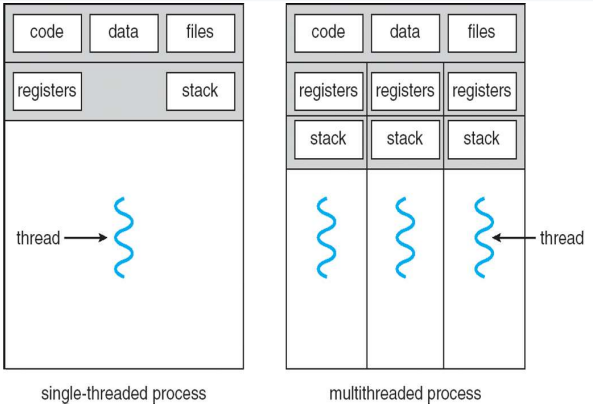 code data files
registers stack
thread
single-threaded process
code data files
registers registers registers
stack stack stack
thread
multithreaded process